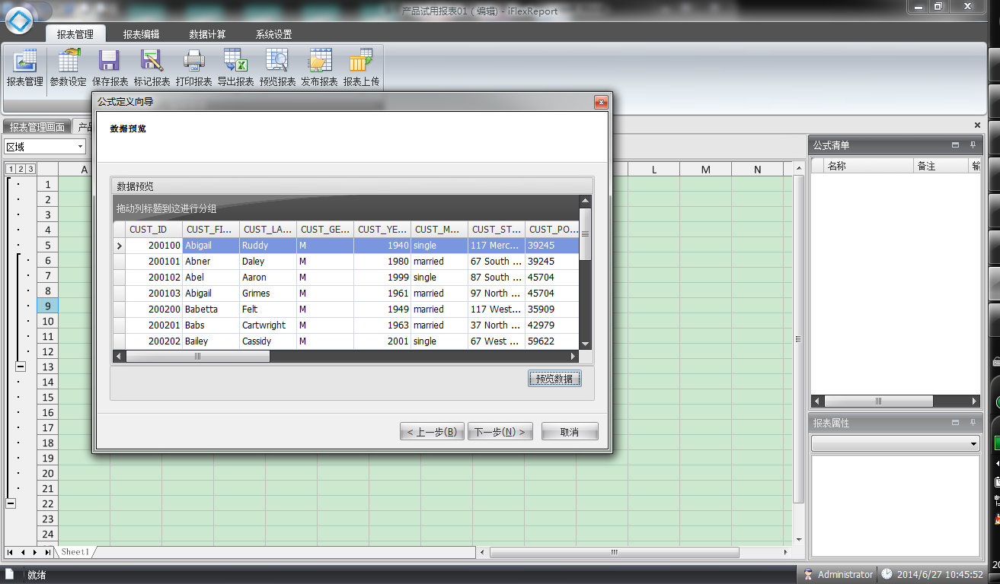 产品试用报表01 ( 编辑) - iFlexReport
报表管理 报表编辑 数据计算 系统设置
报表管理 参数设定 保存报表 标记报表 打印报表 导出报表 预览报表 发布报表 报表上传
公式定义向导
数据预览
报表管理画面 产品
区域
公式清单
名称 备注 输
1 2 3
A L M N
数据预览
拖动列标题到这进行分组
CUST_ID CUST_FI... CUST_LA... CUST_GE... CUST_YE... CUST_M... CUST_ST... CUST_PO...
200100 Abigail Ruddy M 1940 single 117 Merc... 39245
200101 Abner Daley M 1980 married 67 South ... 39245
200102 Abel Aaron M 1999 single 87 South ... 45704
200103 Abigail Grimes M 1961 married 97 North ... 45704
200200 Babetta Felt M 1949 married 117 West... 35909
200201 Babs Cartwright M 1963 married 37 North ... 42979
200202 Bailey Cassidy M 2001 single 67 West ... 59622
预览数据
< 上一步(B) 下一步(N) > 取消
1
2
3
4
5
6
7
8
9
10
11
12
13
14
15
16
17
18
19
20
21
22
23
24
报表属性
Sheet1
就绪
Administrator 2014/6/27 10:45:52